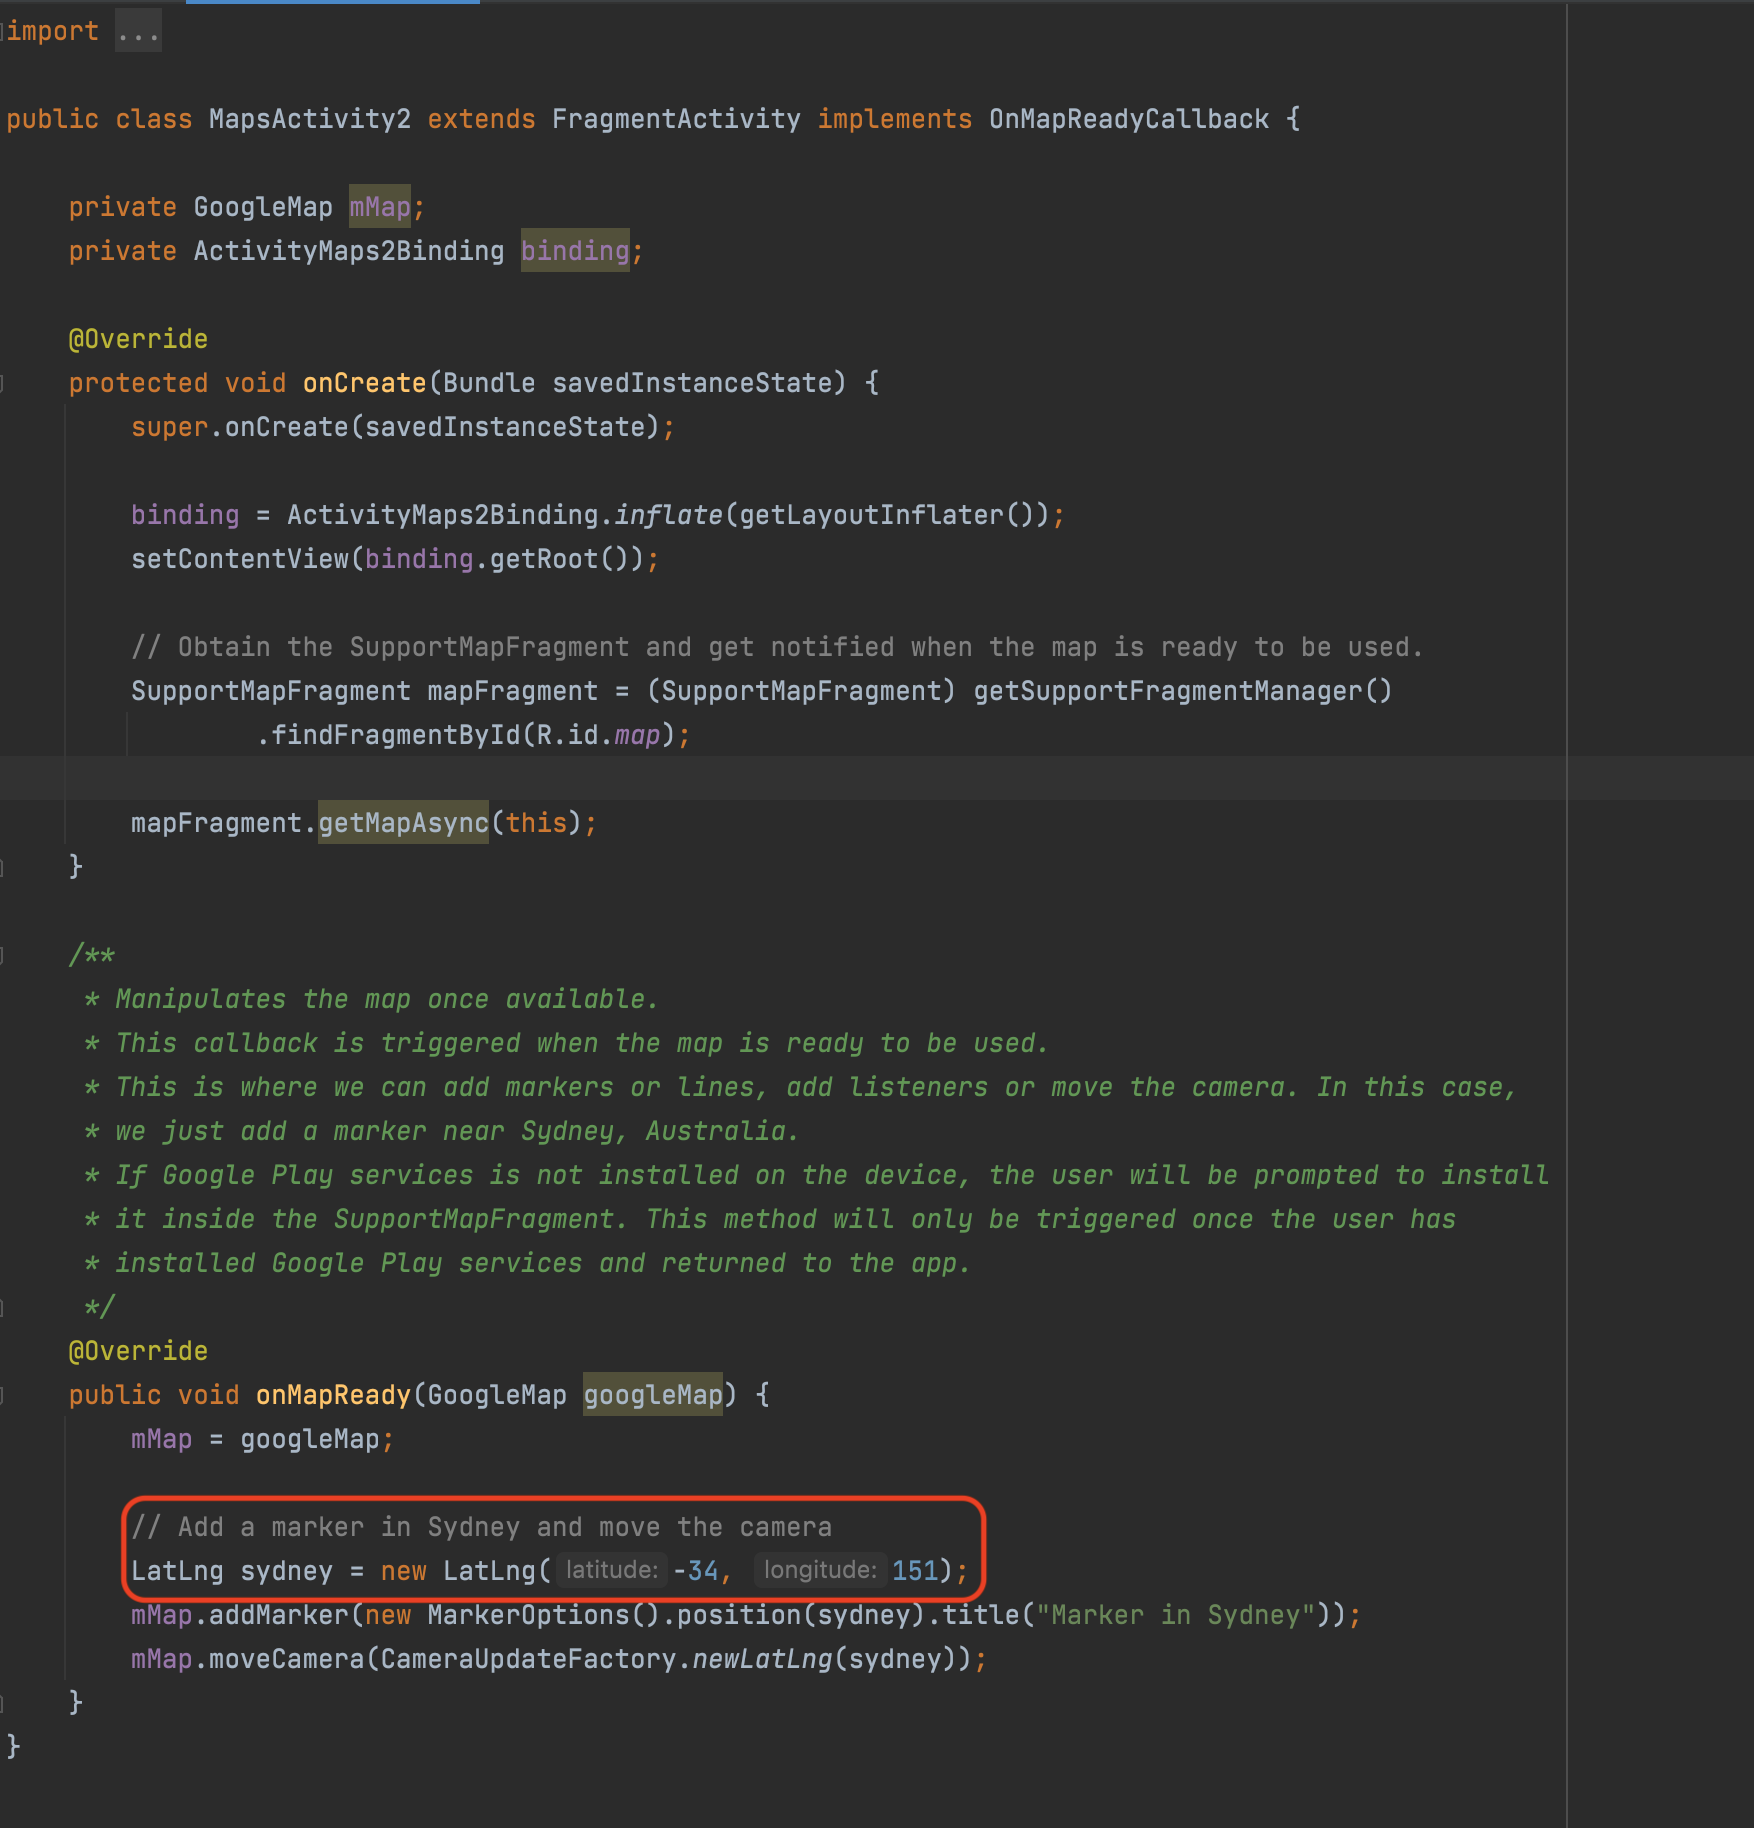 import ...
public class MapsActivity2 extends FragmentActivity implements OnMapReadyCallback {
private GoogleMap mMap;
private ActivityMaps2Binding binding;
@Override
protected void onCreate(Bundle savedInstanceState) {
super.onCreate(savedInstanceState);
binding = ActivityMaps2Binding.inflate(getLayoutInflater());
setContentView(binding.getRoot());
// Obtain the SupportMapFragment and get notified when the map is ready to be used.
SupportMapFragment mapFragment = (SupportMapFragment) getSupportFragmentManager()
.findFragmentById(R.id.map);
mapFragment.getMapAsync(this);
}
/**
* Manipulates the map once available.
* This callback is triggered when the map is ready to be used.
* This is where we can add markers or lines, add listeners or move the camera. In this case,
* we just add a marker near Sydney, Australia.
* If Google Play services is not installed on the device, the user will be prompted to install
* it inside the SupportMapFragment. This method will only be triggered once the user has
* installed Google Play services and returned to the app.
*/
@Override
public void onMapReady(GoogleMap googleMap) {
mMap = googleMap;
// Add a marker in Sydney and move the camera
LatLng sydney = new LatLng( latitude: -34, longitude: 151);
mMap.addMarker(new MarkerOptions().position(sydney).title("Marker in Sydney"));
mMap.moveCamera(CameraUpdateFactory.newLatLng(sydney));
}
}